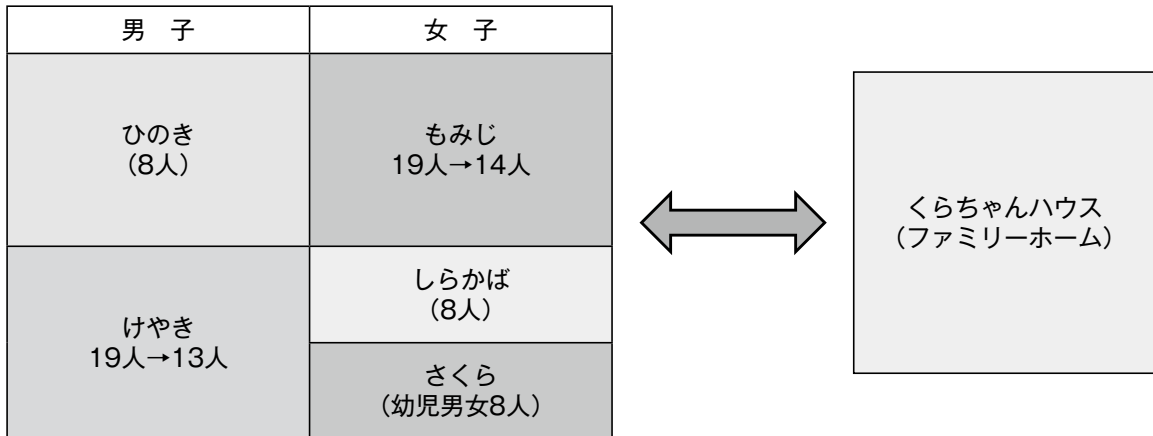 男　子
女　子
ひのき
（8人）
もみじ
19人→14人
けやき
19人→13人
しらかば
（8人）
さくら
（幼児男女8人）
くらちゃんハウス
（ファミリーホーム）